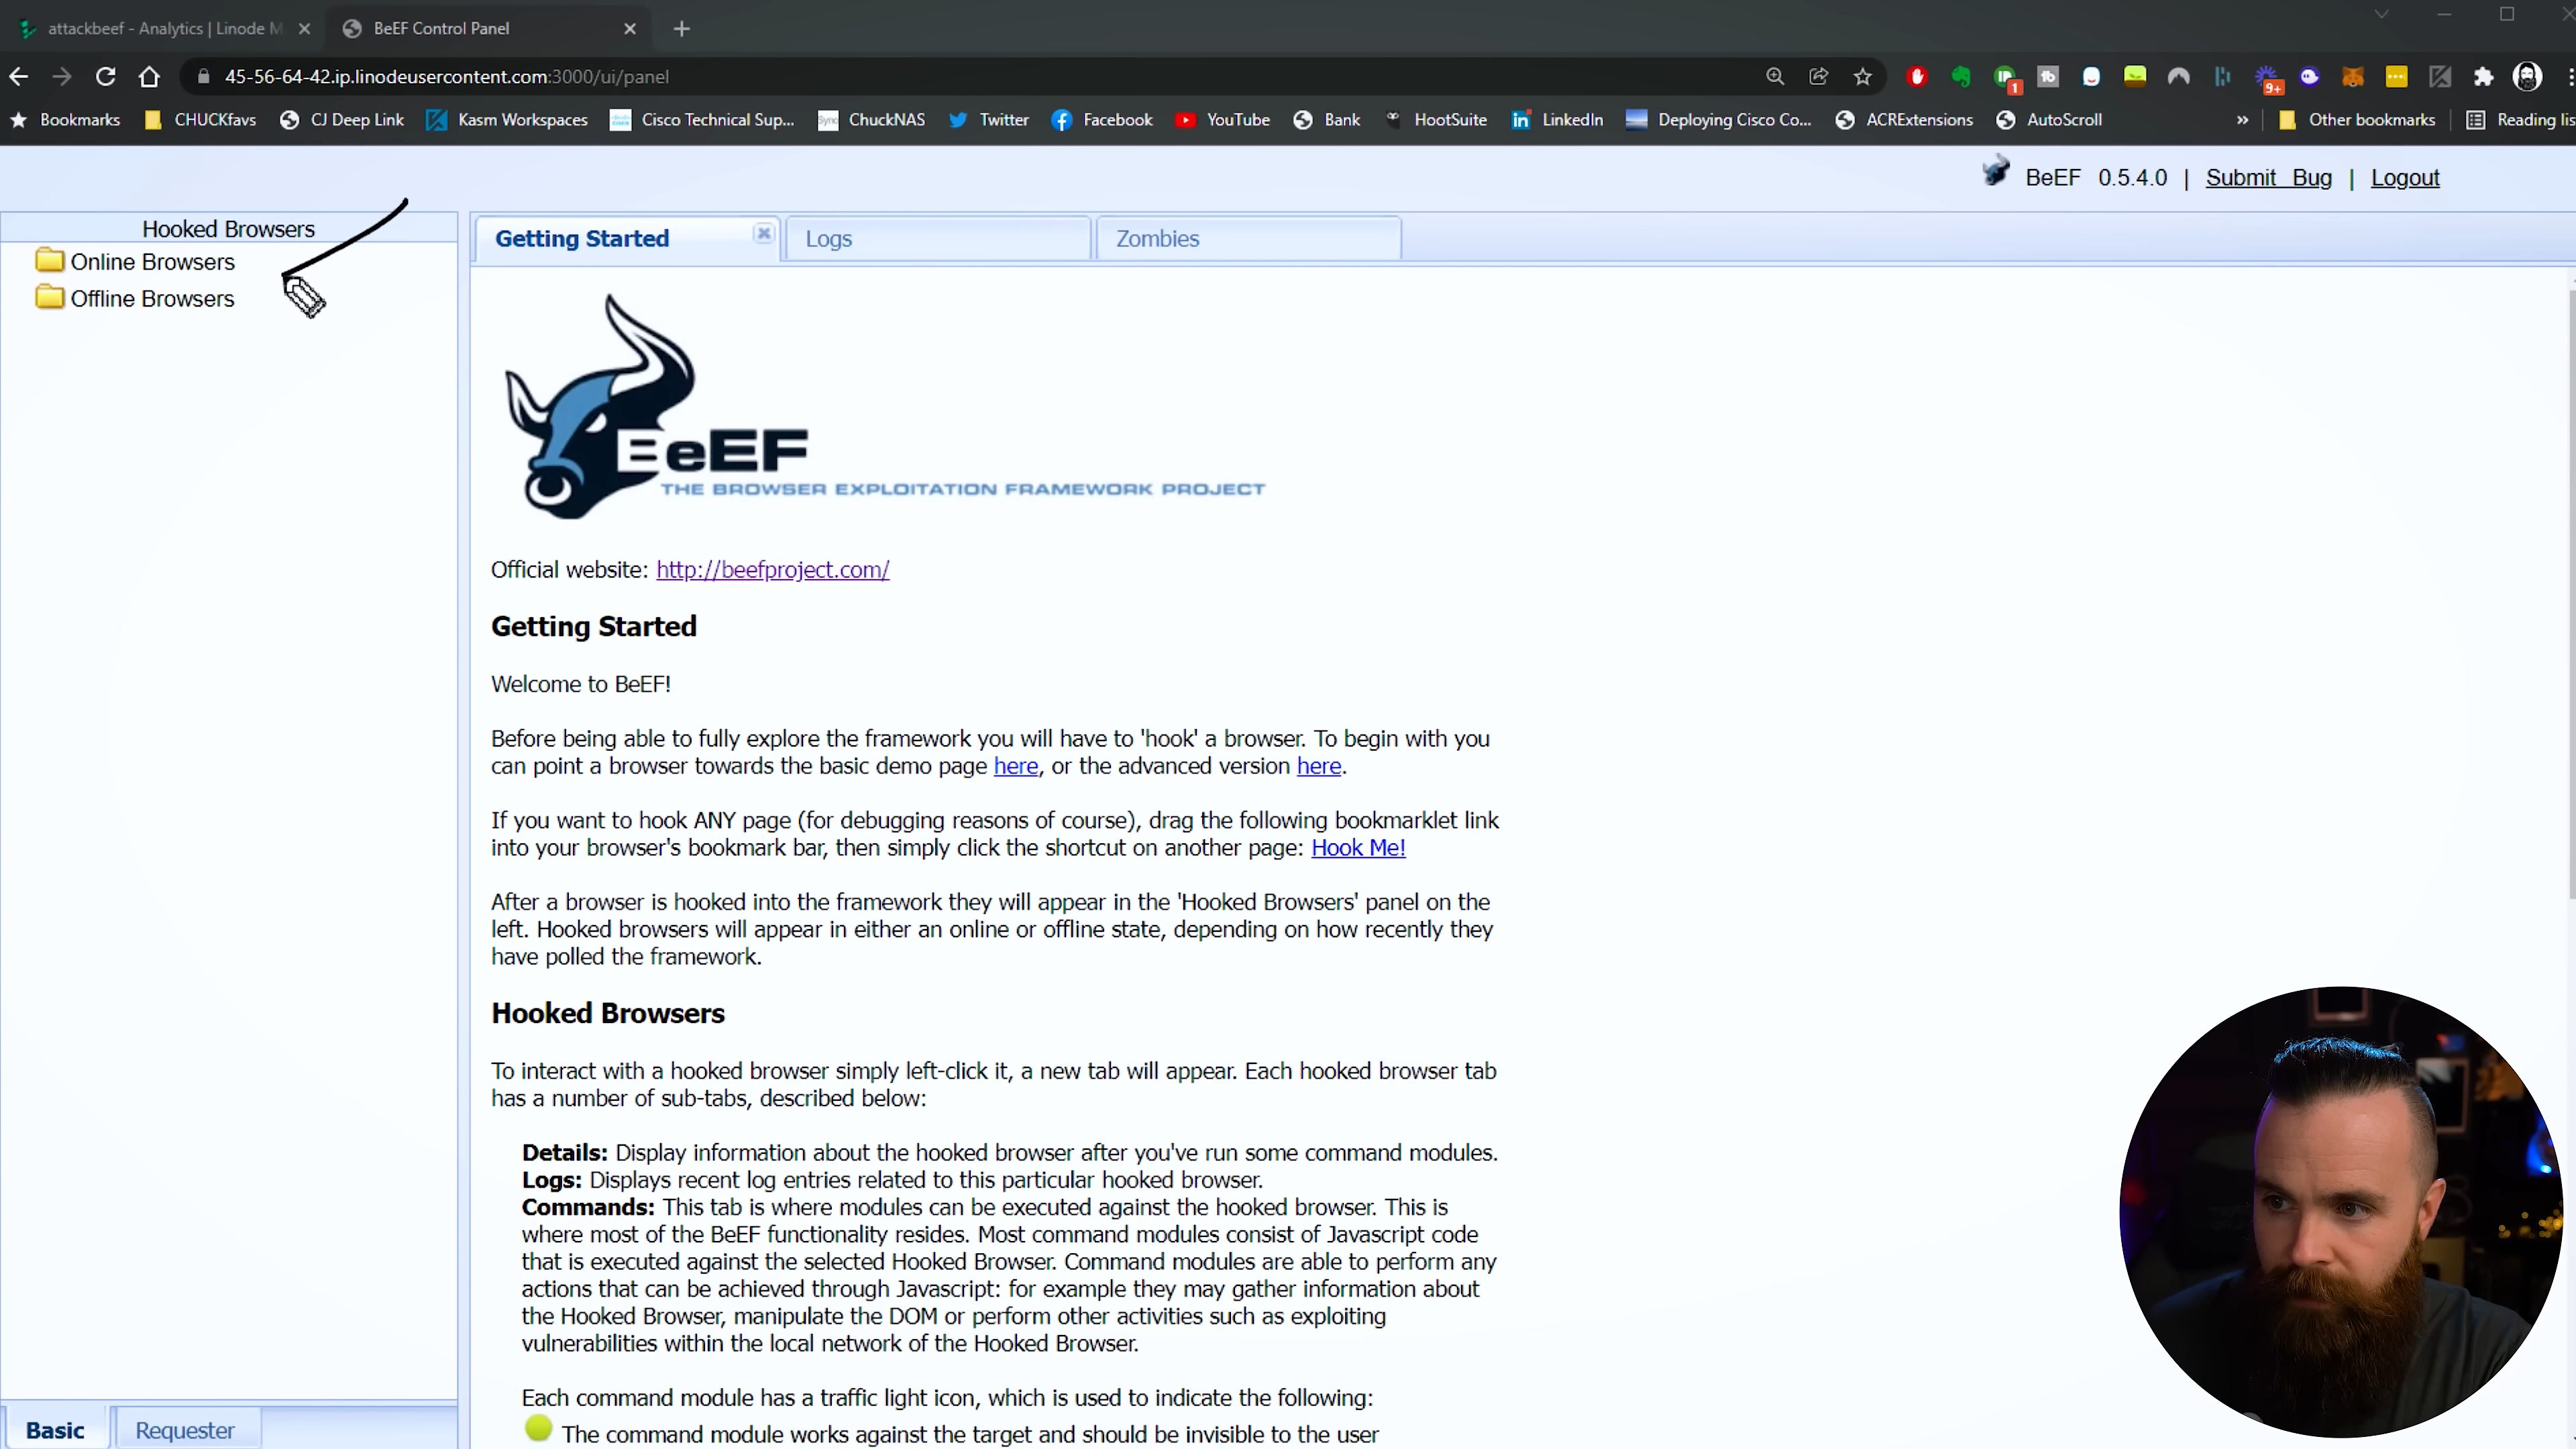 attackbeef - Analytics | Linode M
BeEF Control Panel
45-56-64-42.ip.linodeusercontent.com:3000/ui/panel
1
9+
Bookmarks
CHUCKfavs
CJ Deep Link
Kasm Workspaces
Cisco Technical Sup...
ChuckNAS
Twitter
Facebook
YouTube
Bank
HootSuite
LinkedIn
Deploying Cisco Co...
ACRExtensions
AutoScroll
»
Other bookmarks
Reading lis
BeEF 0.5.4.0 | Submit Bug | Logout
Hooked Browsers
Online Browsers
Offline Browsers
Getting Started
Logs
Zombies
BeEF
THE BROWSER EXPLOITATION FRAMEWORK PROJECT
Official website: http://beefproject.com/
Getting Started
Welcome to BeEF!
Before being able to fully explore the framework you will have to 'hook' a browser. To begin with you
can point a browser towards the basic demo page here, or the advanced version here.
If you want to hook ANY page (for debugging reasons of course), drag the following bookmarklet link
into your browser's bookmark bar, then simply click the shortcut on another page: Hook Me!
After a browser is hooked into the framework they will appear in the 'Hooked Browsers' panel on the
left. Hooked browsers will appear in either an online or offline state, depending on how recently they
have polled the framework.
Hooked Browsers
To interact with a hooked browser simply left-click it, a new tab will appear. Each hooked browser tab
has a number of sub-tabs, described below:
Details: Display information about the hooked browser after you've run some command modules.
Logs: Displays recent log entries related to this particular hooked browser.
Commands: This tab is where modules can be executed against the hooked browser. This is
where most of the BeEF functionality resides. Most command modules consist of Javascript code
that is executed against the selected Hooked Browser. Command modules are able to perform any
actions that can be achieved through Javascript: for example they may gather information about
the Hooked Browser, manipulate the DOM or perform other activities such as exploiting
vulnerabilities within the local network of the Hooked Browser.
Each command module has a traffic light icon, which is used to indicate the following:
The command module works against the target and should be invisible to the user
Basic
Requester